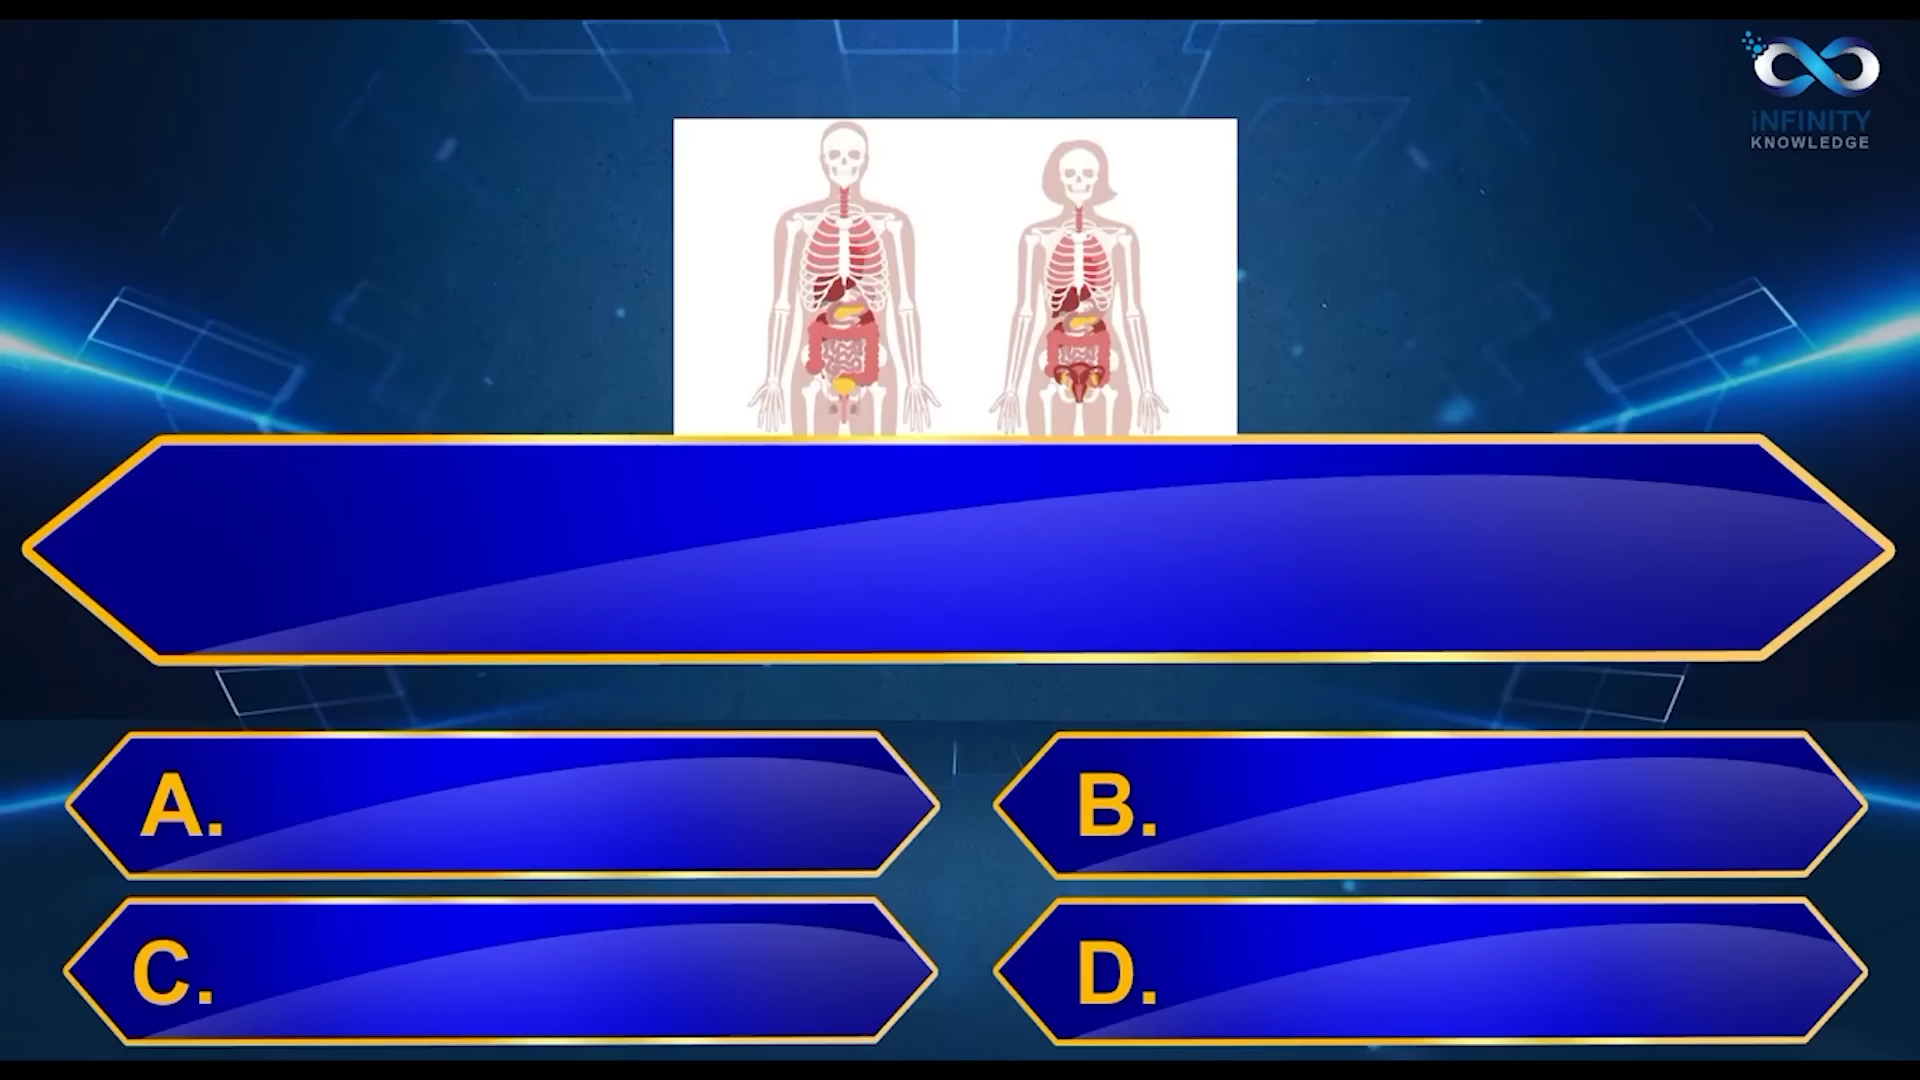 iNFINITY
KNOWLEDGE
A.
B.
C.
D.